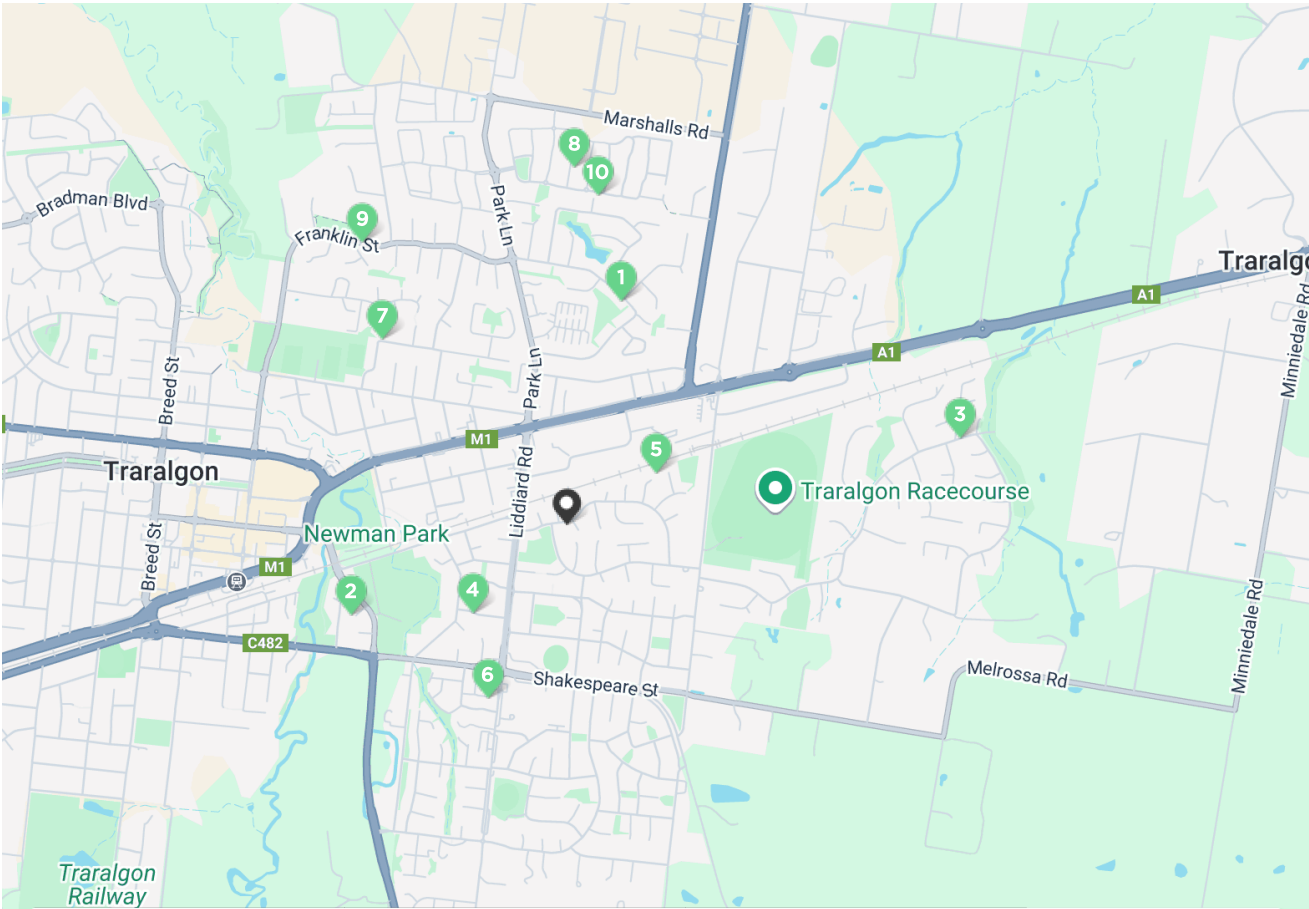 Marshalls Rd
8
10
Bradman Blvd
Park Ln
9
Franklin St
Traralgo
1
A1
7
Minniedale Rd
A1
Breed St
Park Ln
3
M1
5
Traralgon
Liddiard Rd
Traralgon Racecourse
Newman Park
Breed St
M1
2
4
Minniedale Rd
C482
6
Shakespeare St
Melrossa Rd
Traralgon
Railway